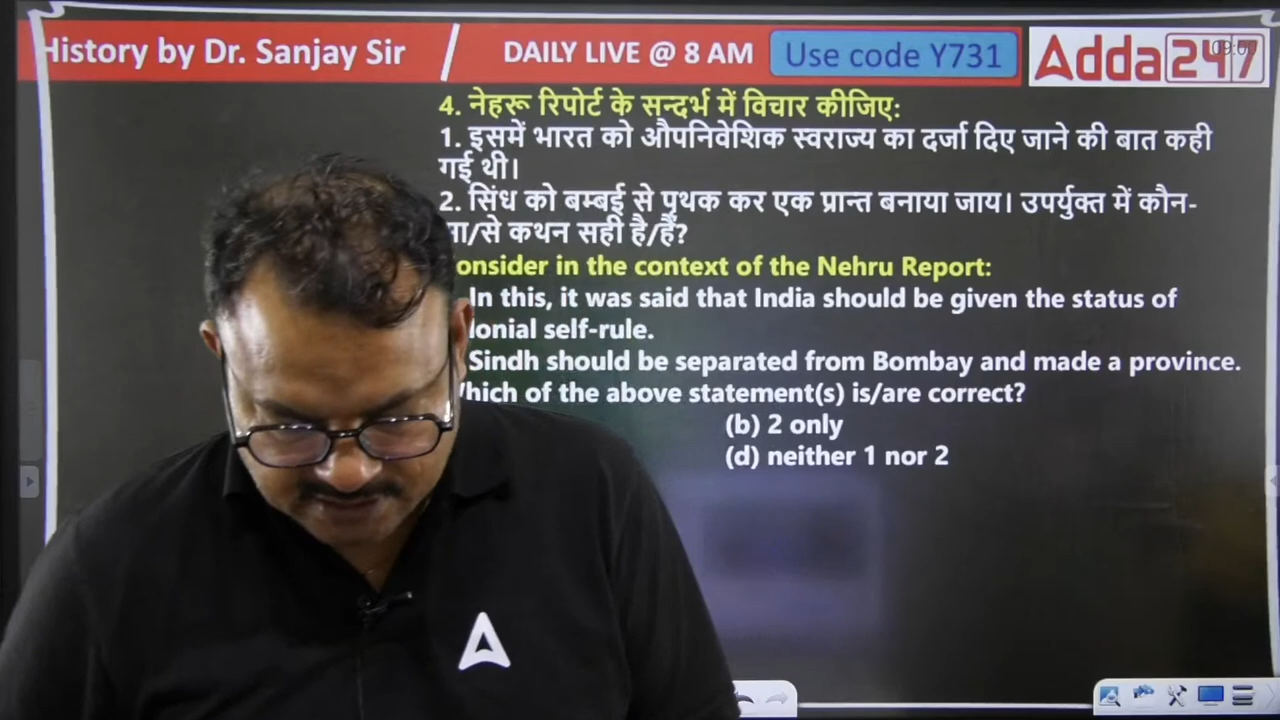 History by Dr. Sanjay Sir / DAILY LIVE @ 8 AM Use code Y731 Adda 247
09:00
4. नेहरू रिपोर्ट के सन्दर्भ में विचार कीजिए:
1. इसमें भारत को औपनिवेशिक स्वराज्य का दर्जा दिए जाने की बात कही
गई थी।
2. सिंध को बम्बई से पृथक कर एक प्रान्त बनाया जाय। उपर्युक्त में कौन-
/से कथन सही है/हैं?
onsider in the context of the Nehru Report:
In this, it was said that India should be given the status of
lonial self-rule.
Sindh should be separated from Bombay and made a province.
hich of the above statement(s) is/are correct?
(b) 2 only
(d) neither 1 nor 2